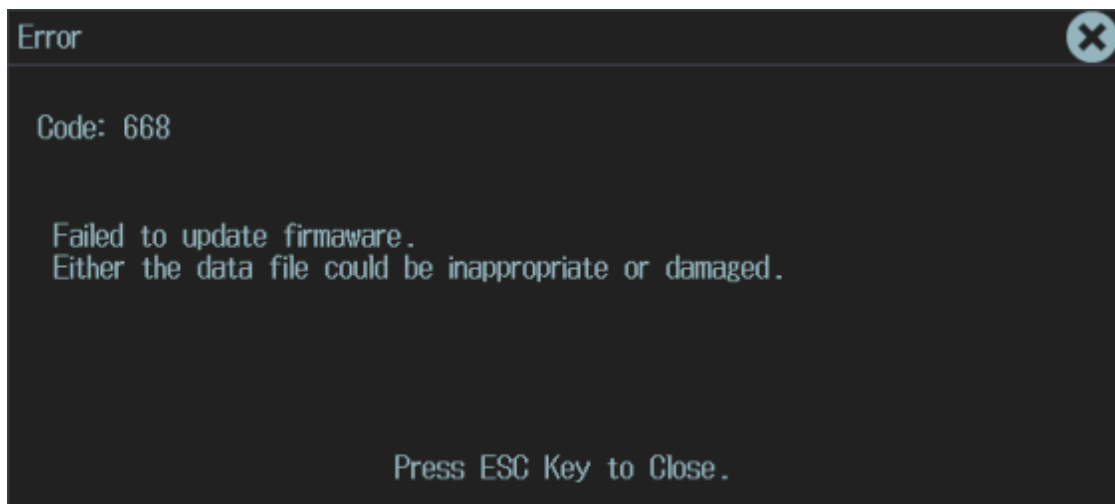 Error
Code: 668
Failed to update firmaware.
Either the data file could be inappropriate or damaged.
Press ESC Key to Close.